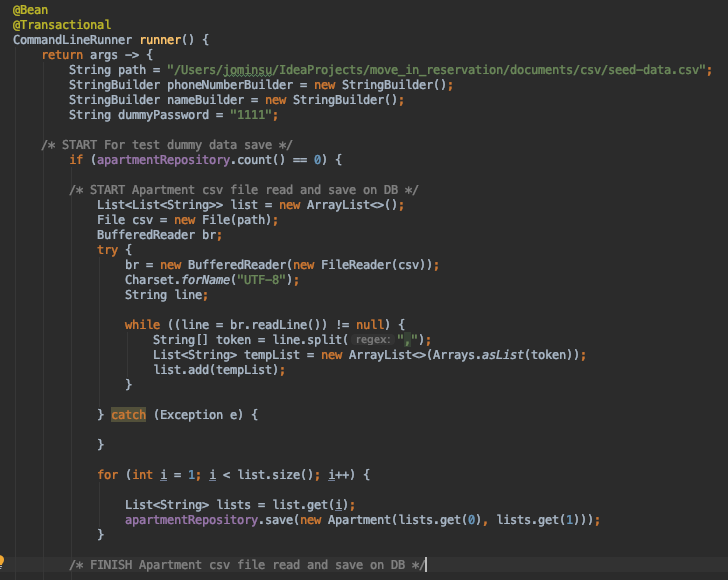 @Bean
@Transactional
CommandLineRunner runner() {
return args -> {
String path = "/Users/jominsu/IdeaProjects/move_in_reservation/documents/csv/seed-data.csv";
StringBuilder phoneNumberBuilder = new StringBuilder();
StringBuilder nameBuilder = new StringBuilder();
String dummyPassword = "1111";
/* START For test dummy data save */
if (apartmentRepository.count() == 0) {
/* START Apartment csv file read and save on DB */
List<List<String>> list = new ArrayList<>();
File csv = new File(path);
BufferedReader br;
try {
br = new BufferedReader(new FileReader(csv));
Charset.forName("UTF-8");
String line;
while ((line = br.readLine()) != null) {
String[] token = line.split( regex: ",");
List<String> tempList = new ArrayList<>(Arrays.asList(token));
list.add(tempList);
}
} catch (Exception e) {
}
for (int i = 1; i < list.size(); i++) {
List<String> lists = list.get(i);
apartmentRepository.save(new Apartment(lists.get(0), lists.get(1)));
}
/* FINISH Apartment csv file read and save on DB */